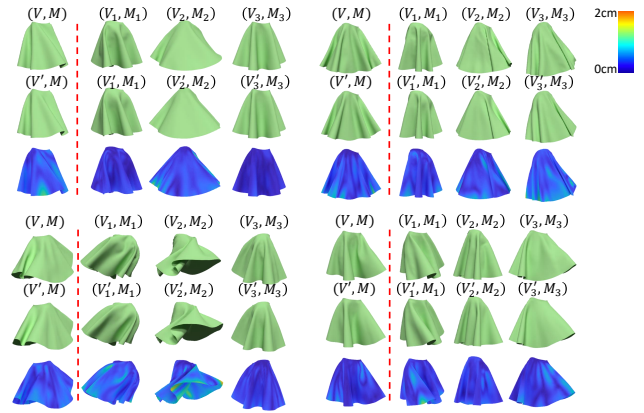 (V, M) (V₁, M₁) (V₂, M₂) (V₃, M₃)
(V′, M) (V′₁, M₁) (V′₂, M₂) (V′₃, M₃)
(V, M) (V₁, M₁) (V₂, M₂) (V₃, M₃)
(V′, M) (V′₁, M₁) (V′₂, M₂) (V′₃, M₃)
2cm
0cm
(V, M) (V₁, M₁) (V₂, M₂) (V₃, M₃)
(V′, M) (V′₁, M₁) (V′₂, M₂) (V′₃, M₃)
(V, M) (V₁, M₁) (V₂, M₂) (V₃, M₃)
(V′, M) (V′₁, M₁) (V′₂, M₂) (V′₃, M₃)